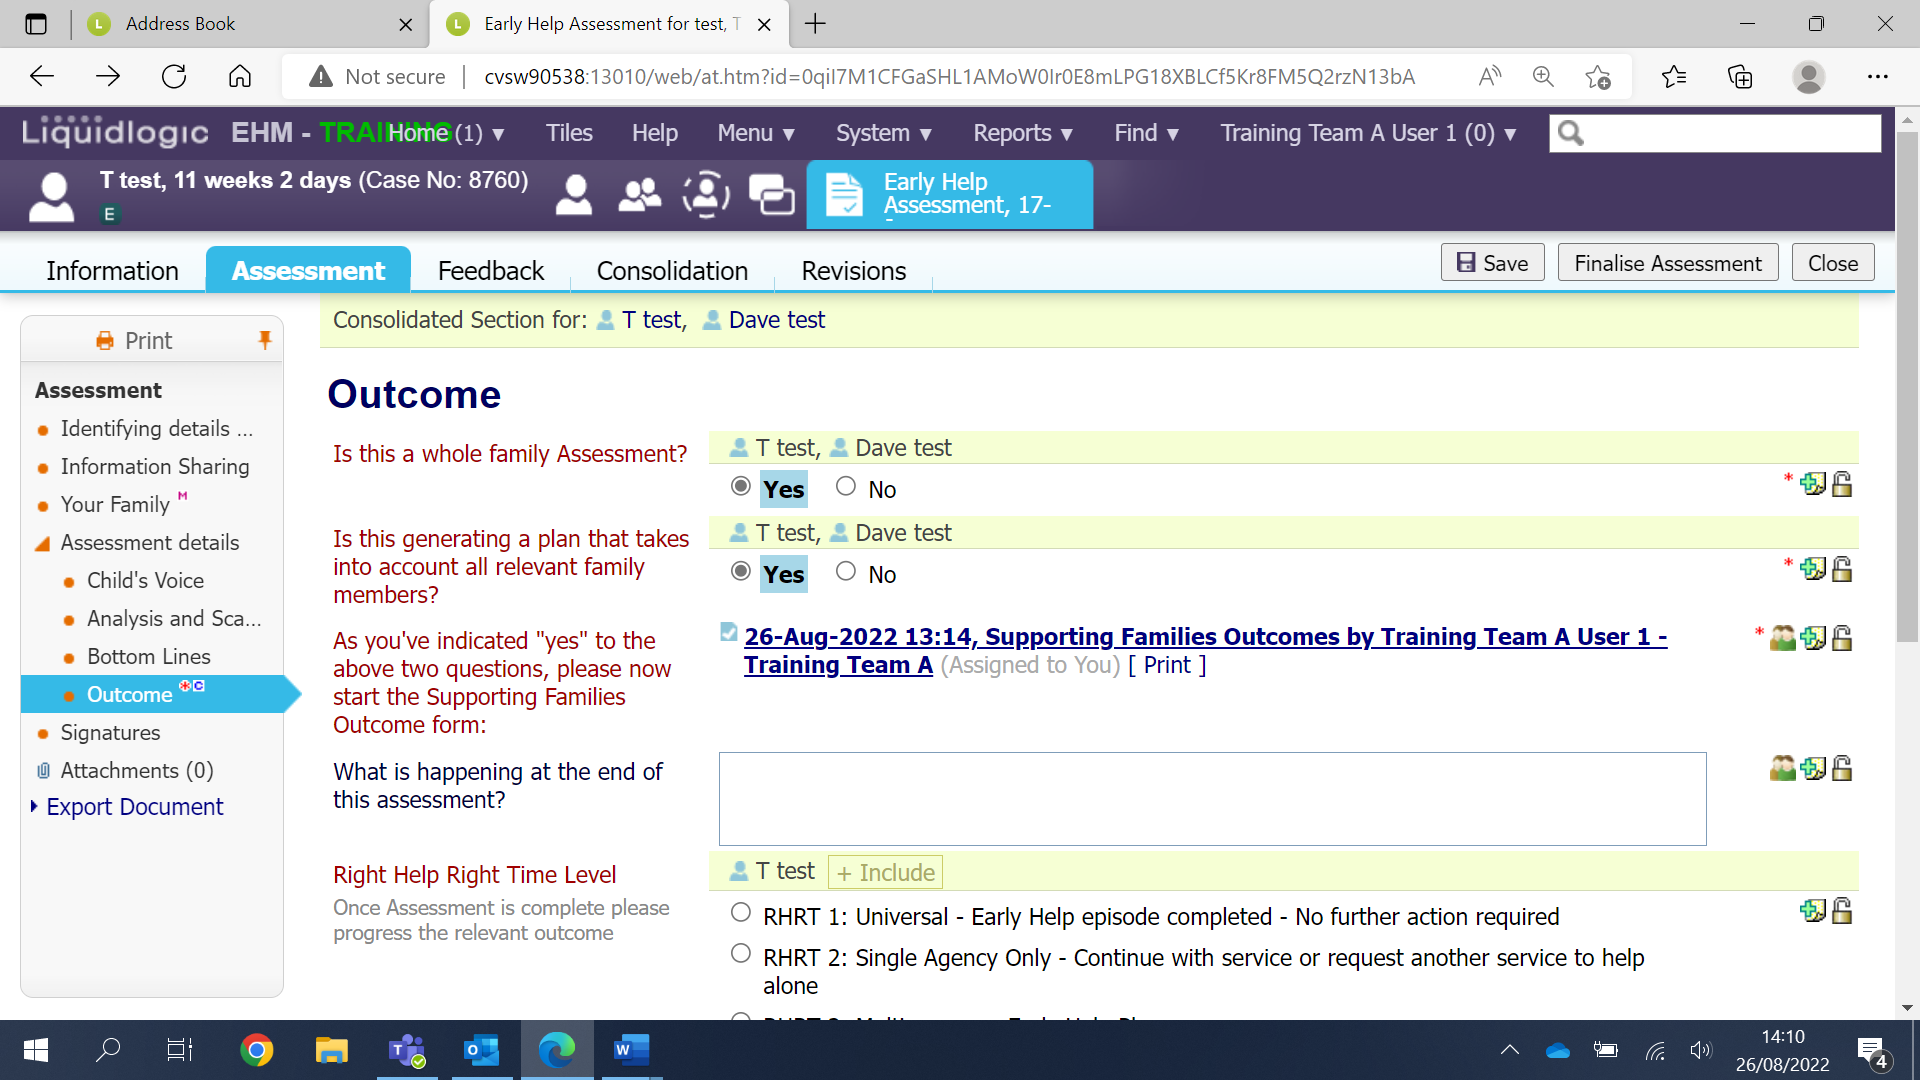 Address Book
Early Help Assessment for test, T
Not secure
cvsw90538:13010/web/at.htm?id=0qiI7M1CFGaSHL1AMoW0Ir0E8mLPG18XBLCf5Kr8FM5Q2rzN13bA
Liquidlogic EHM - TRAINING Home (1) ▼ Tiles Help Menu ▼ System ▼ Reports ▼ Find ▼ Training Team A User 1 (0) ▼
T test, 11 weeks 2 days (Case No: 8760)
E
Early Help
Assessment, 17-
Information Assessment Feedback Consolidation Revisions Save Finalise Assessment Close
Print
Assessment
Identifying details ...
Information Sharing
Your Family M
Assessment details
Child's Voice
Analysis and Sca...
Bottom Lines
Outcome * C
Signatures
Attachments (0)
Export Document
Consolidated Section for: T test, Dave test
Outcome
Is this a whole family Assessment?
T test, Dave test
Yes No *
Is this generating a plan that takes
into account all relevant family
members?
T test, Dave test
Yes No *
As you've indicated "yes" to the
above two questions, please now
start the Supporting Families
Outcome form:
26-Aug-2022 13:14, Supporting Families Outcomes by Training Team A User 1 - *
Training Team A (Assigned to You) [ Print ]
What is happening at the end of
this assessment?
Right Help Right Time Level
Once Assessment is complete please
progress the relevant outcome
T test + Include
RHRT 1: Universal - Early Help episode completed - No further action required
RHRT 2: Single Agency Only - Continue with service or request another service to help
alone
14:10
26/08/2022
4